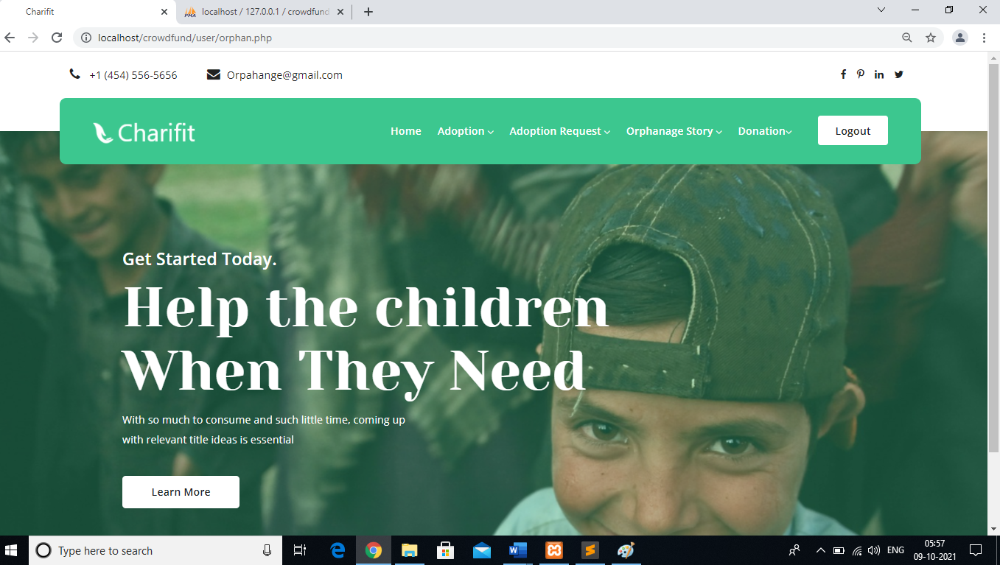 Charifit
PMA
localhost / 127.0.0.1 / crowdfund
localhost/crowdfund/user/orphan.php
+1 (454) 556-5656
Orpahange@gmail.com
Charifit
Home
Adoption
Adoption Request
Orphanage Story
Donation
Logout
Get Started Today.
Help the children
When They Need
With so much to consume and such little time, coming up
with relevant title ideas is essential
Learn More
Type here to search
ENG
05:57
09-10-2021